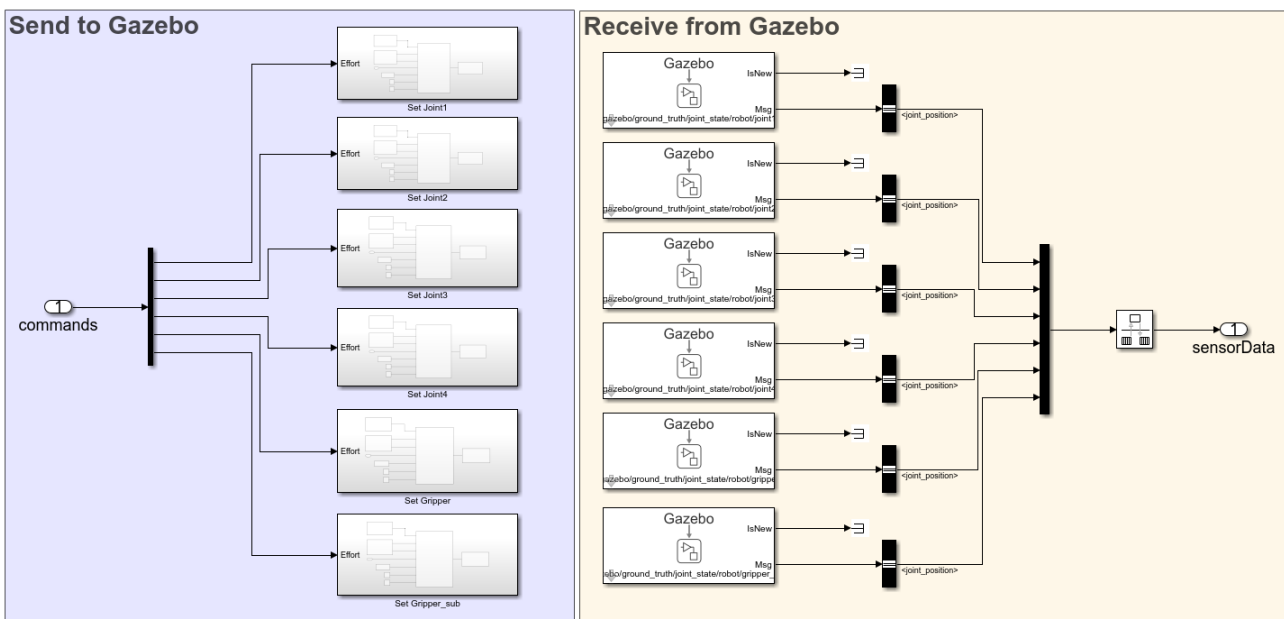 Send to Gazebo
Effort
Set Joint1
Effort
Set Joint2
Effort
Set Joint3
1
commands
Effort
Set Joint4
Effort
Set Gripper
Effort
Set Gripper_sub
Receive from Gazebo
Gazebo
IsNew
Msg
gazebo/ground_truth/joint_state/robot/joint1
<joint_position>
Gazebo
IsNew
Msg
gazebo/ground_truth/joint_state/robot/joint2
<joint_position>
Gazebo
IsNew
Msg
gazebo/ground_truth/joint_state/robot/joint3
<joint_position>
Gazebo
IsNew
Msg
gazebo/ground_truth/joint_state/robot/joint4
<joint_position>
Gazebo
IsNew
Msg
azebo/ground_truth/joint_state/robot/grippe
<joint_position>
Gazebo
IsNew
Msg
ebo/ground_truth/joint_state/robot/gripper_
<joint_position>
1
sensorData